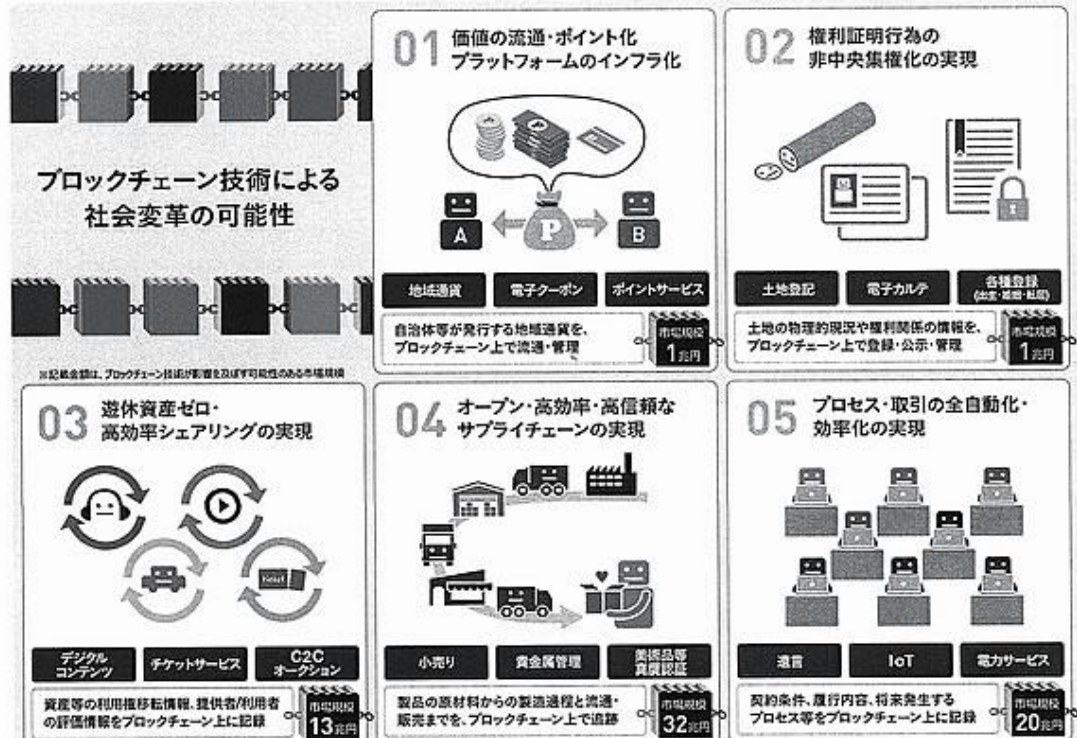 ブロックチェーン技術による
社会変革の可能性
※記載金額は、ブロックチェーン技術が影響を及ぼす可能性のある市場規模
01 価値の流通・ポイント化
プラットフォームのインフラ化
P
A
P
B
地域通貨
電子クーポン
ポイントサービス
自治体等が発行する地域通貨を、
ブロックチェーン上で流通・管理
市場規模
1兆円
02 権利証明行為の
非中央集権化の実現
土地登記
電子カルテ
各種登録
(出生・婚姻・転居)
土地の物理的現況や権利関係の情報を、
ブロックチェーン上で登録・公示・管理
市場規模
1兆円
03 遊休資産ゼロ・
高効率シェアリングの実現
ticket
デジタル
コンテンツ
チケットサービス
C2C
オークション
資産等の利用権移転情報、提供者/利用者
の評価情報をブロックチェーン上に記録
市場規模
13兆円
04 オープン・高効率・高信頼な
サプライチェーンの実現
小売り
貴金属管理
美術品等
真贋認証
製品の原材料からの製造過程と流通・
販売までを、ブロックチェーン上で追跡
市場規模
32兆円
05 プロセス・取引の全自動化・
効率化の実現
遺言
IoT
電力サービス
契約条件、履行内容、将来発生する
プロセス等をブロックチェーン上に記録
市場規模
20兆円